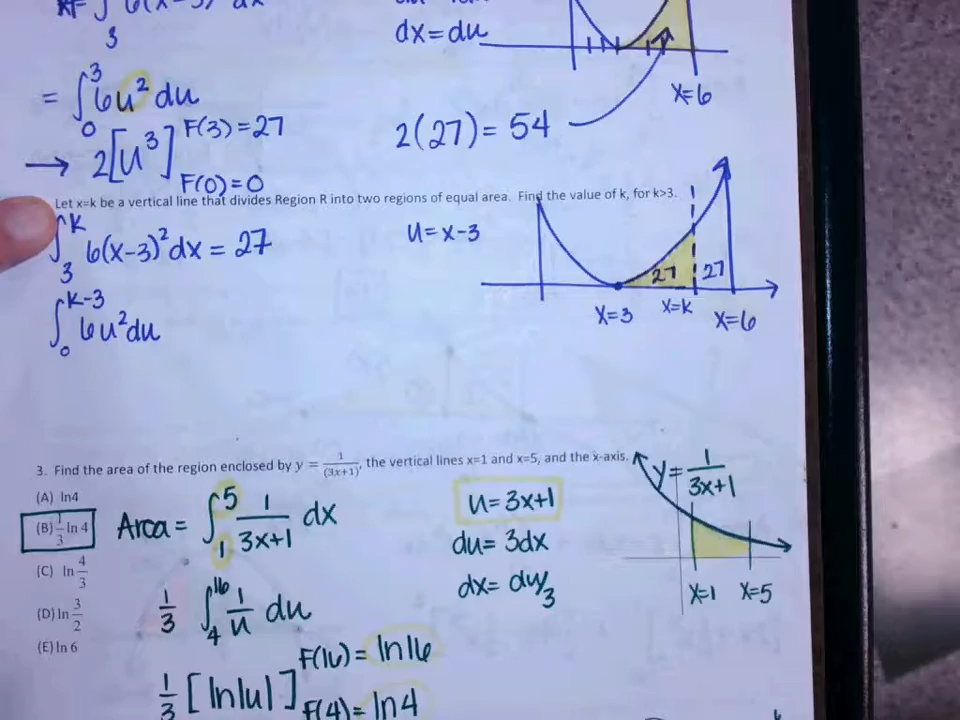 6(x-3)² dx
3
dx=du
= ∫₀³ 6u² du
x=6
→ 2[u³] F(3)=27
F(0)=0
2(27)=54
Let x=k be a vertical line that divides Region R into two regions of equal area. Find the value of k, for k>3.
∫₃ᵏ 6(x-3)² dx = 27
u=x-3
27 27
x=3 x=k x=6
∫₀ᵏ⁻³ 6u² du
3. Find the area of the region enclosed by y = 1/(3x+1), the vertical lines x=1 and x=5, and the x-axis.
y= 1/3x+1
(A) ln4
(B) 1/3 ln 4
(C) ln 4/3
(D) ln 3/2
(E) ln 6
Area = ∫₁⁵ 1/3x+1 dx
u=3x+1
du= 3dx
dx= du/3
x=1 x=5
1/3 ∫₄¹⁶ 1/u du
1/3 [ln|u|] F(16)= ln16
F(4)= ln4